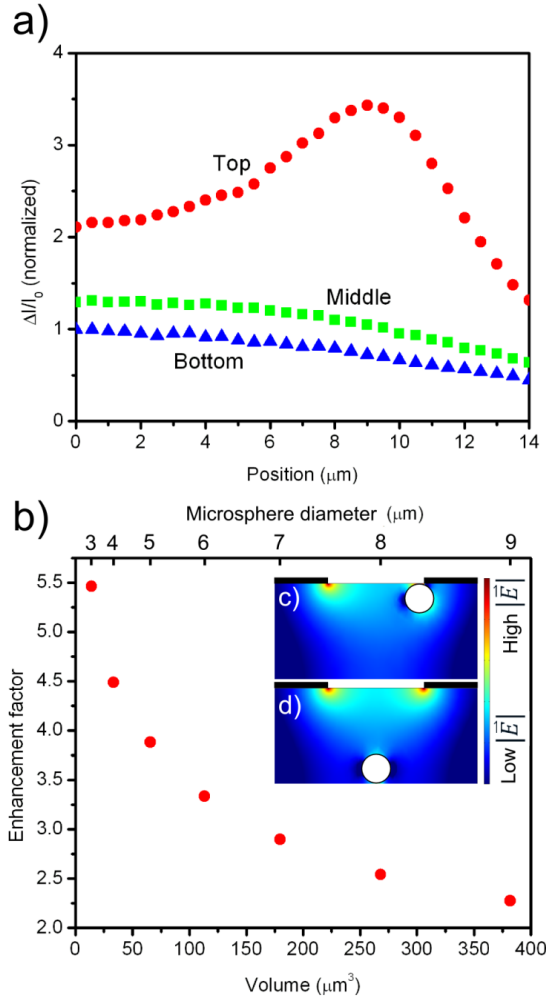 a)
4
3
2
1
0
ΔI/I₀ (normalized)
Top
Middle
Bottom
0 2 4 6 8 10 12 14
Position (μm)
b)
Microsphere diameter (μm)
3 4 5 6 7 8 9
5.5
5.0
4.5
4.0
3.5
3.0
2.5
2.0
Enhancement factor
c)
d)
High |E|
Low |E|
0 50 100 150 200 250 300 350 400
Volume (μm³)